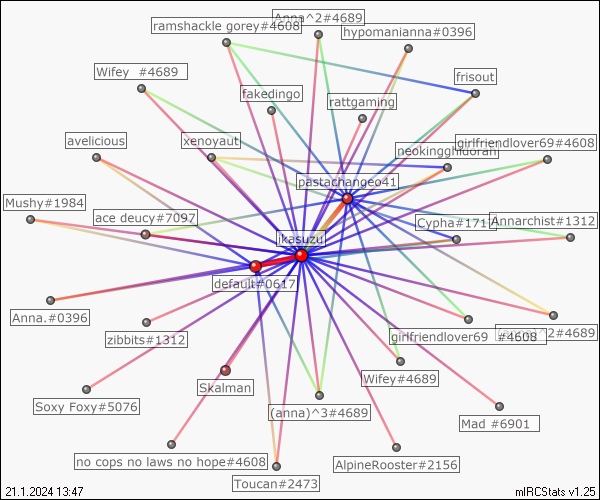 Anna^2#4689
ramshackle gorey#4608
hypomanianna#0396
Wifey  #4689
frisout
fakedingo
rattgaming
avelicious
xenoyaut
girlfriendlover69#4608
neokingghidorah
pastachangeo41
Mushy#1984
ace deucy#7097
Cypha#171
Annarchist#1312
ikasuzu
default#0617
Anna.#0396
zibbits#1312
girlfriendlover69  #4608
^2#4689
Wifey#4689
Skalman
Soxy Foxy#5076
(anna)^3#4689
Mad #6901
no cops no laws no hope#4608
AlpineRooster#2156
Toucan#2473
21.1.2024 13:47
mIRCStats v1.25